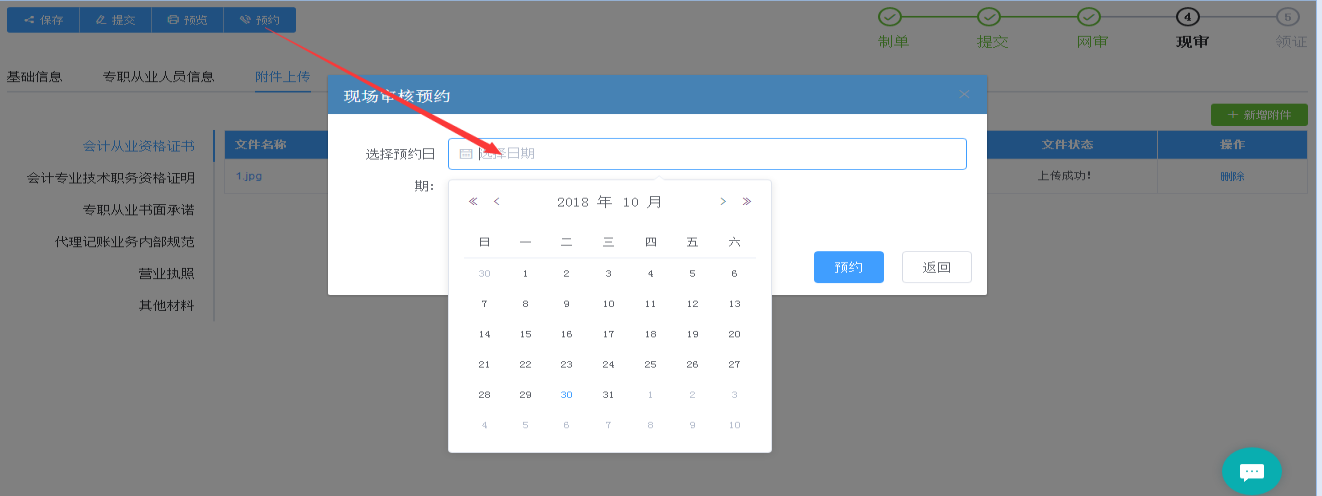 保存 提交 预览 预约
4 5
制单 提交 网审 现审 领证
基础信息 专职从业人员信息 附件上传
现场审核预约
新增附件
会计从业资格证书
会计专业技术职务资格证明
专职从业书面承诺
代理记账业务内部规范
营业执照
其他材料
文件名称 文件状态 操作
1.jpg 上传成功! 删除
选择预约日
期:
选择日期
2018 年 10 月
日 一 二 三 四 五 六
30 1 2 3 4 5 6
7 8 9 10 11 12 13
14 15 16 17 18 19 20
21 22 23 24 25 26 27
28 29 30 31 1 2 3
4 5 6 7 8 9 10
预约 返回